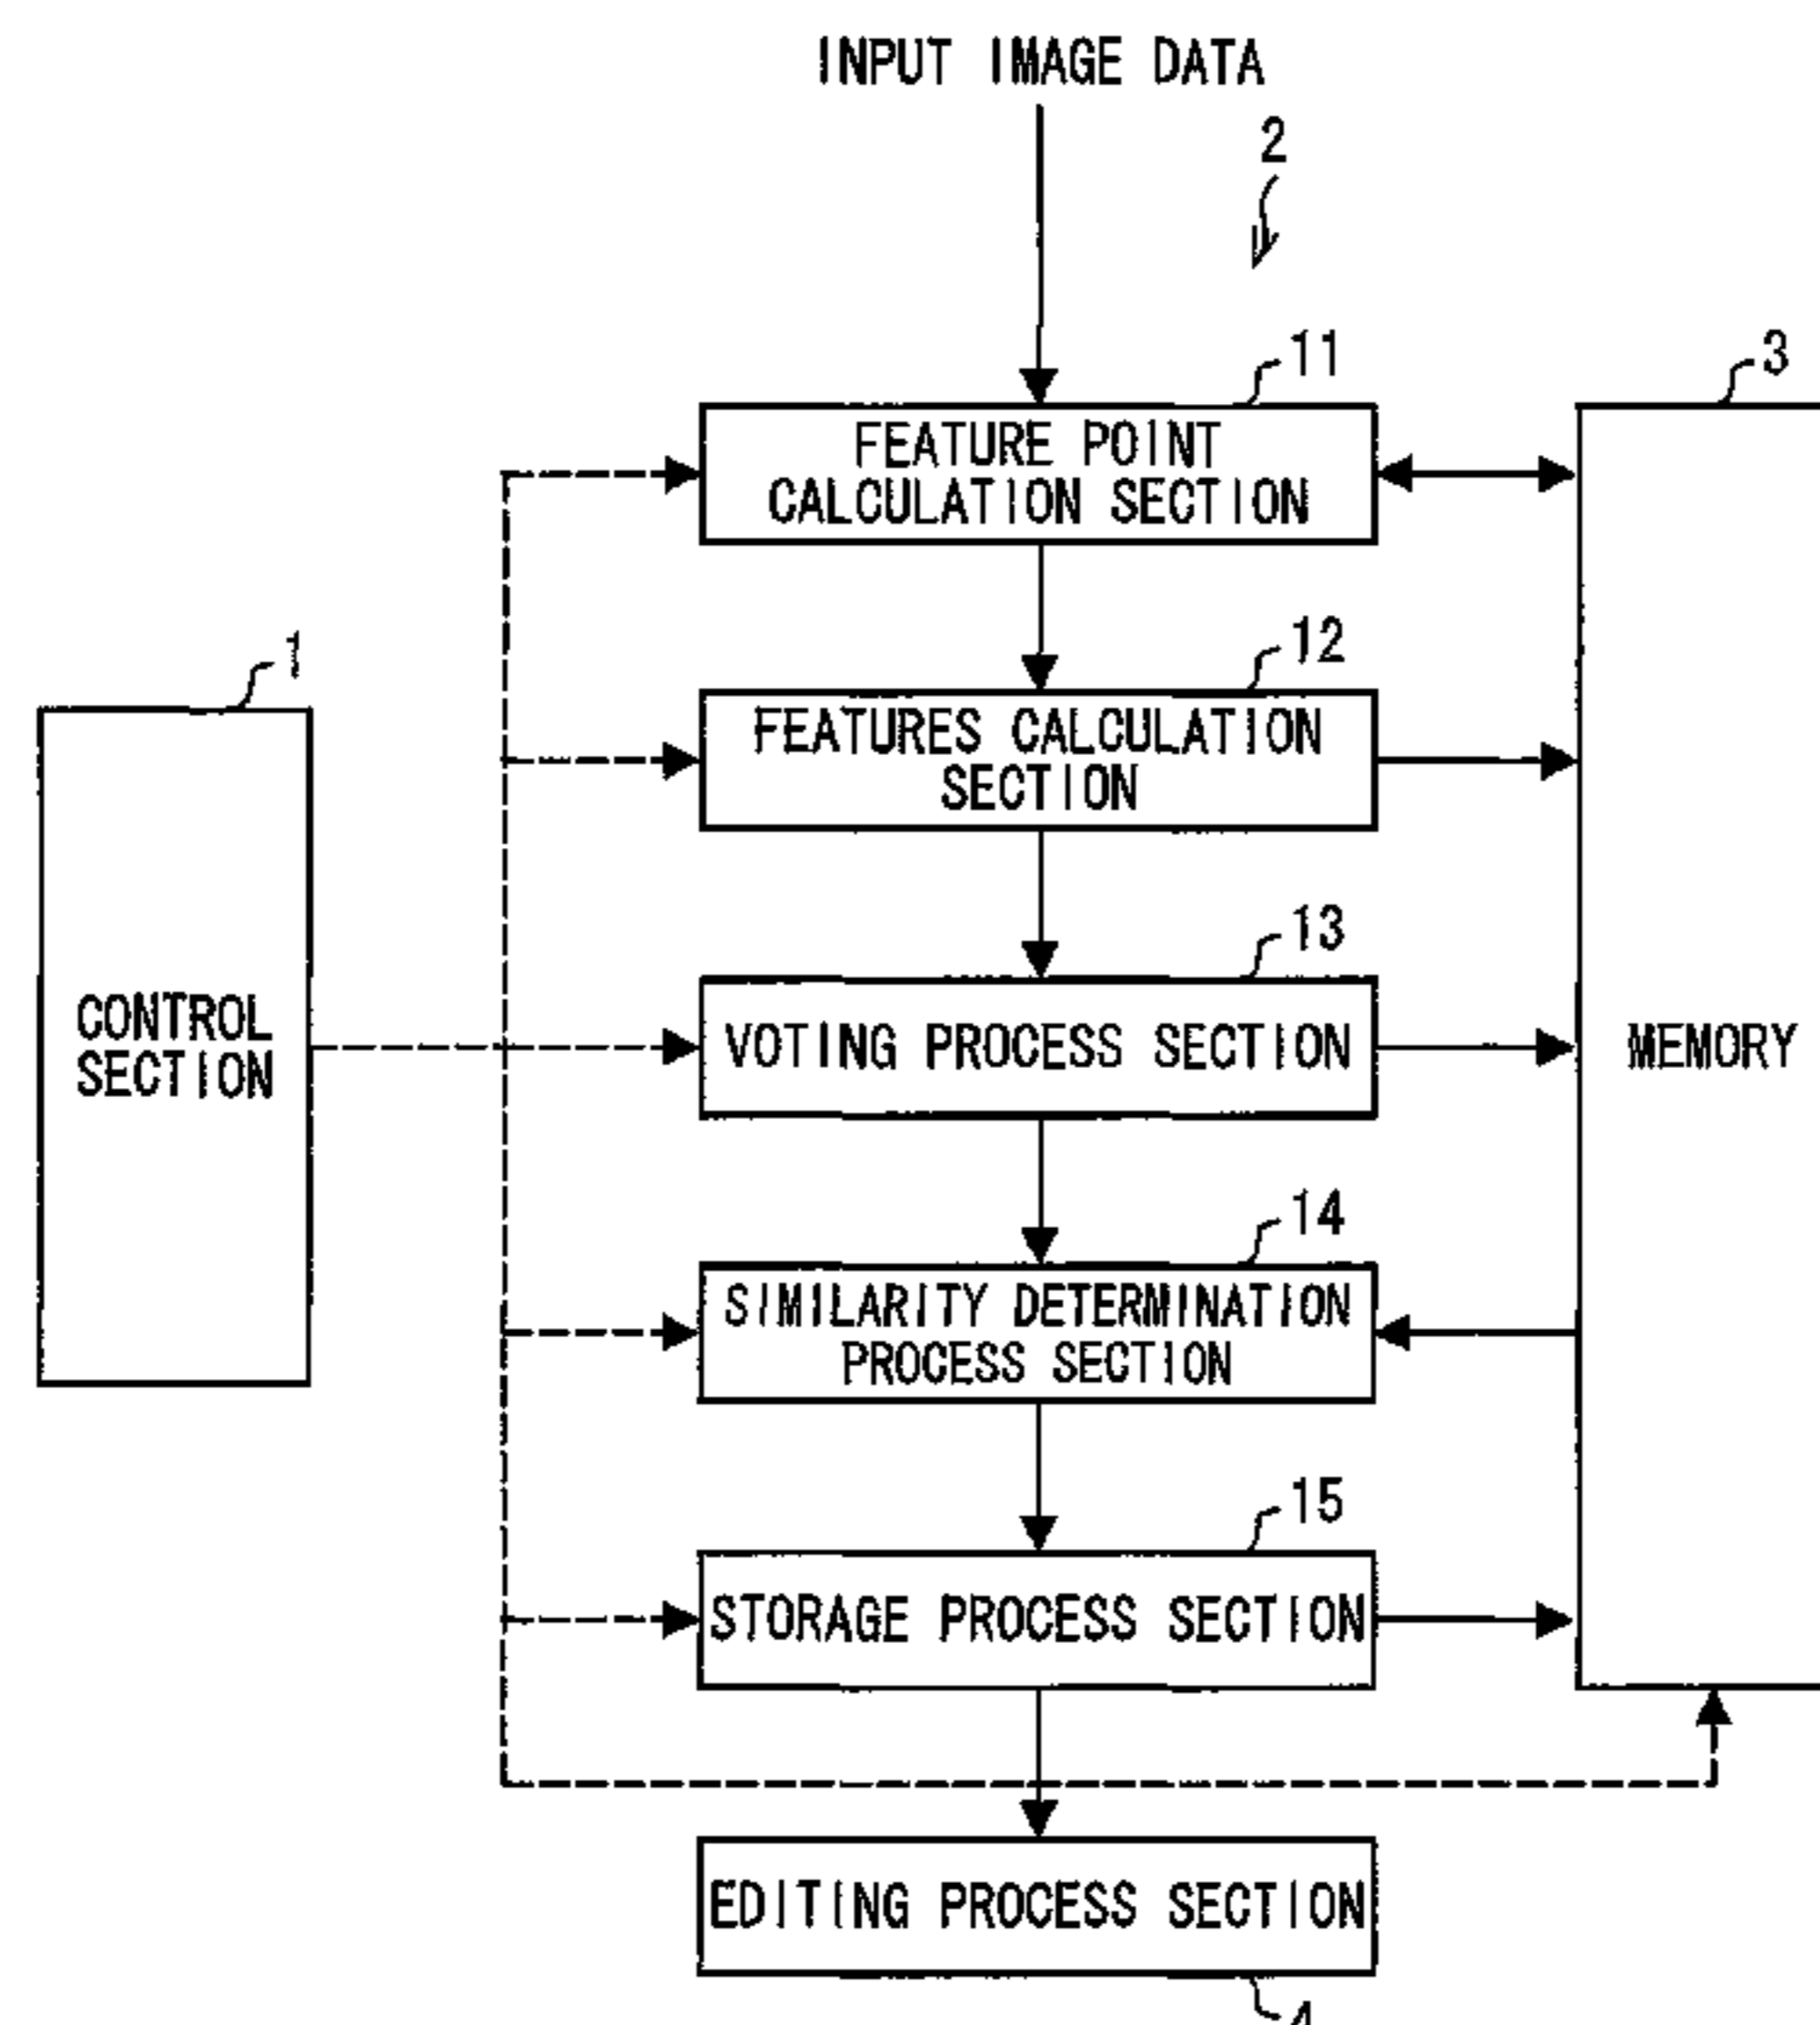 INPUT IMAGE DATA
2
11
3
FEATURE POINT
CALCULATION SECTION
1
12
FEATURES CALCULATION
SECTION
13
CONTROL
SECTION
VOTING PROCESS SECTION
MEMORY
14
SIMILARITY DETERMINATION
PROCESS SECTION
15
STORAGE PROCESS SECTION
EDITING PROCESS SECTION
4